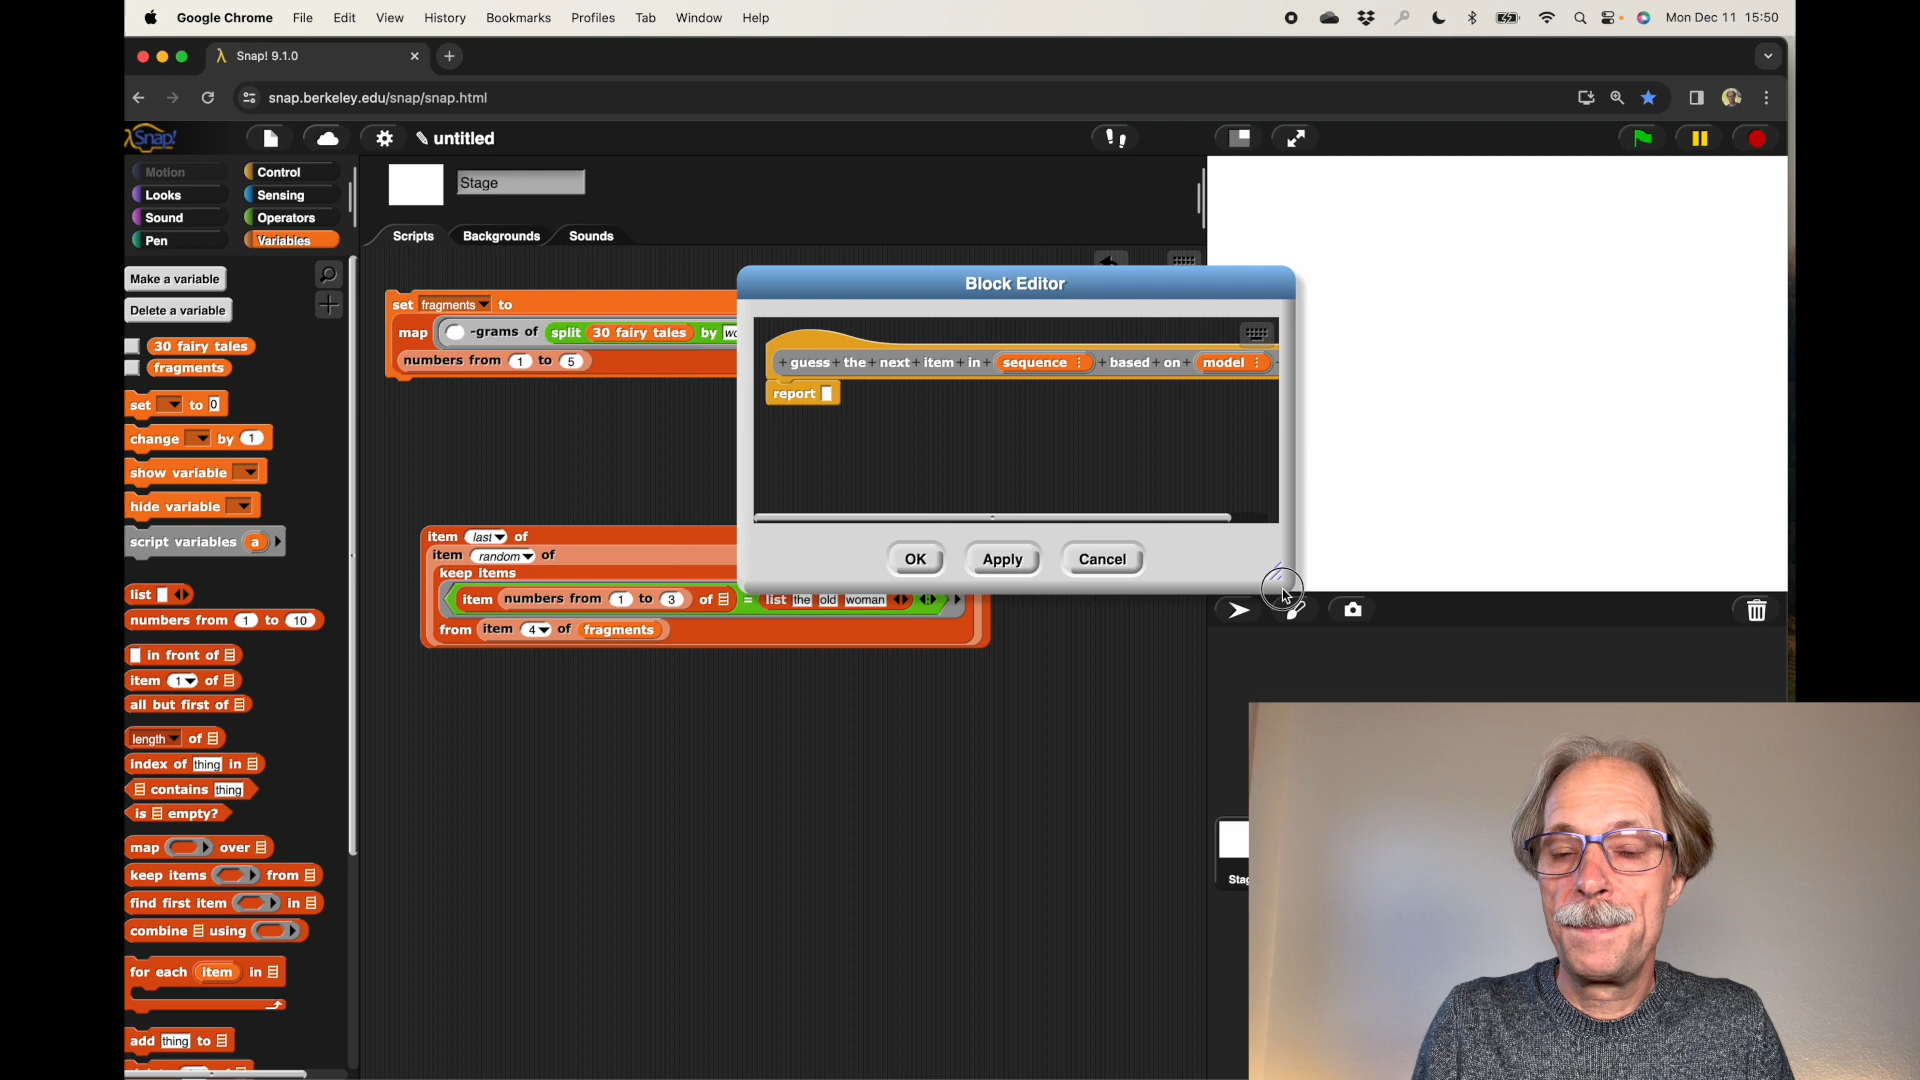 Google Chrome File Edit View History Bookmarks Profiles Tab Window Help Mon Dec 11 15:50
Snap! 9.1.0
snap.berkeley.edu/snap/snap.html
Snap! untitled
Motion Control
Looks Sensing
Sound Operators
Pen Variables
Stage
Scripts Backgrounds Sounds
Make a variable
Delete a variable
30 fairy tales
fragments
set to 0
change by 1
show variable
hide variable
script variables a
list
numbers from 1 to 10
in front of
item 1 of
all but first of
length of
index of thing in
contains thing
is empty?
map over
keep items from
find first item in
combine using
for each item in
add thing to
set fragments to
map -grams of split 30 fairy tales by
numbers from 1 to 5
item last of
item random of
keep items
item numbers from 1 to 3 of = list the old woman
from item 4 of fragments
Block Editor
+ guess + the + next + item + in + sequence + based + on + model
report
OK Apply Cancel